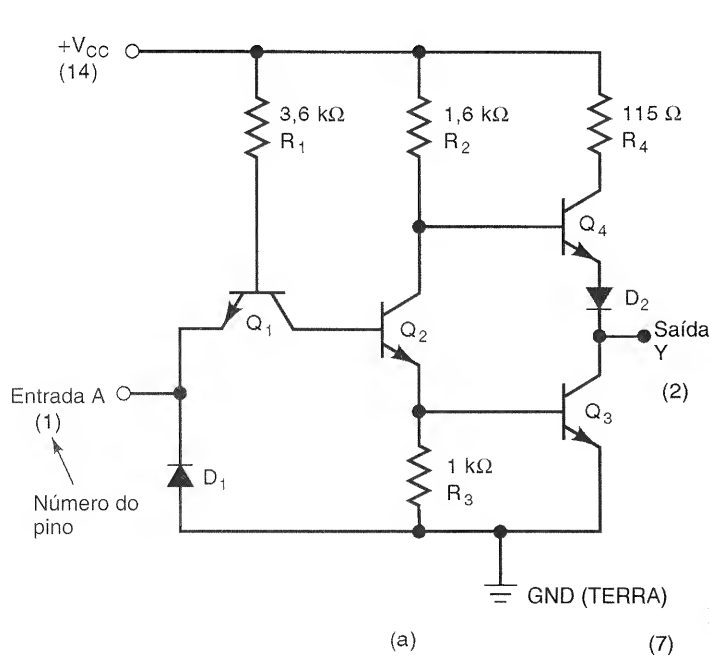 +VCC
(14)
3,6 kΩ
R1
1,6 kΩ
R2
115 Ω
R4
Q4
D2
Q1
Q2
Saída
Y
(2)
Entrada A
(1)
Q3
D1
1 kΩ
R3
Número do
pino
GND (TERRA)
(a)
(7)